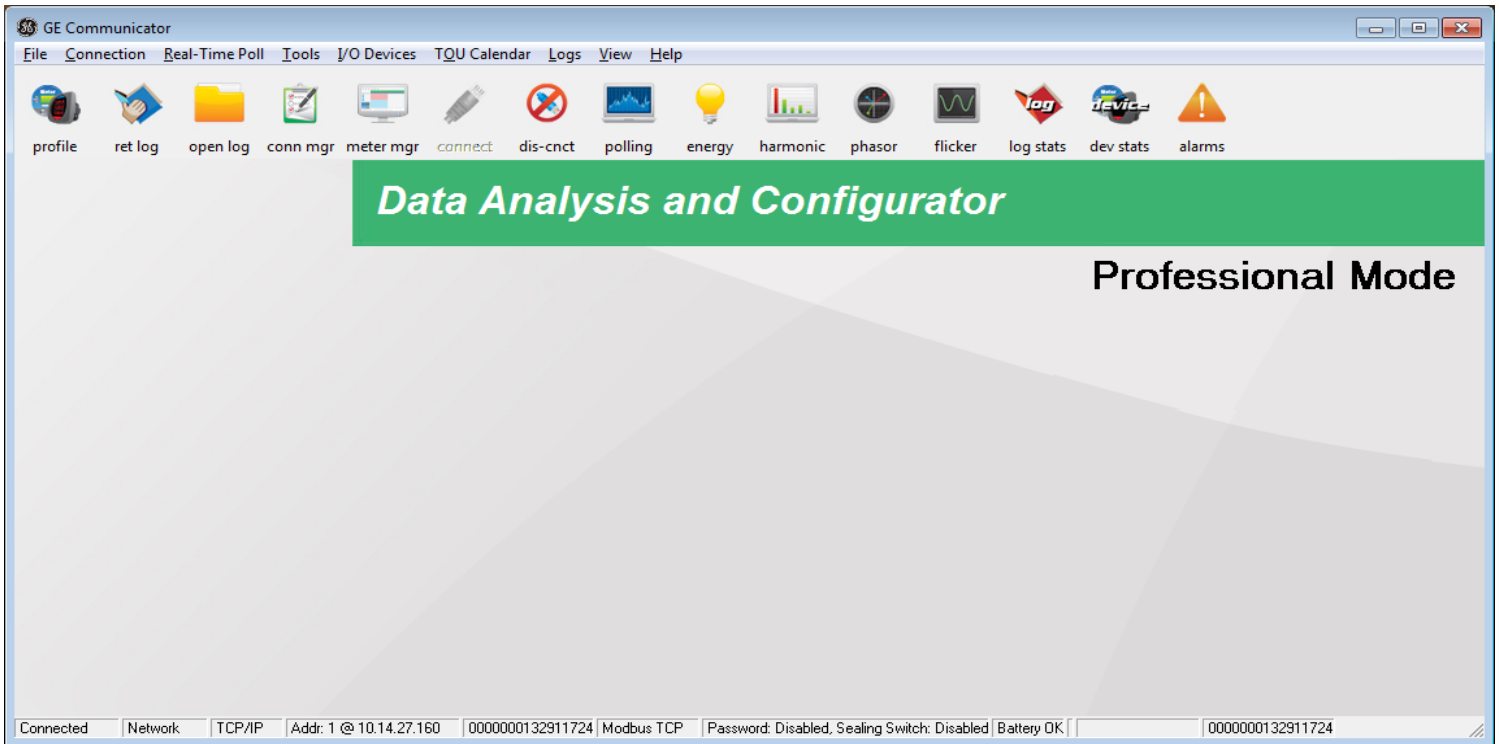 GE Communicator
File Connection Real-Time Poll Tools I/O Devices TOU Calendar Logs View Help
log device
profile ret log open log conn mgr meter mgr connect dis-cnct polling energy harmonic phasor flicker log stats dev stats alarms
Data Analysis and Configurator
Professional Mode
Connected Network TCP/IP Addr: 1 @ 10.14.27.160 0000000132911724 Modbus TCP Password: Disabled, Sealing Switch: Disabled Battery OK 0000000132911724